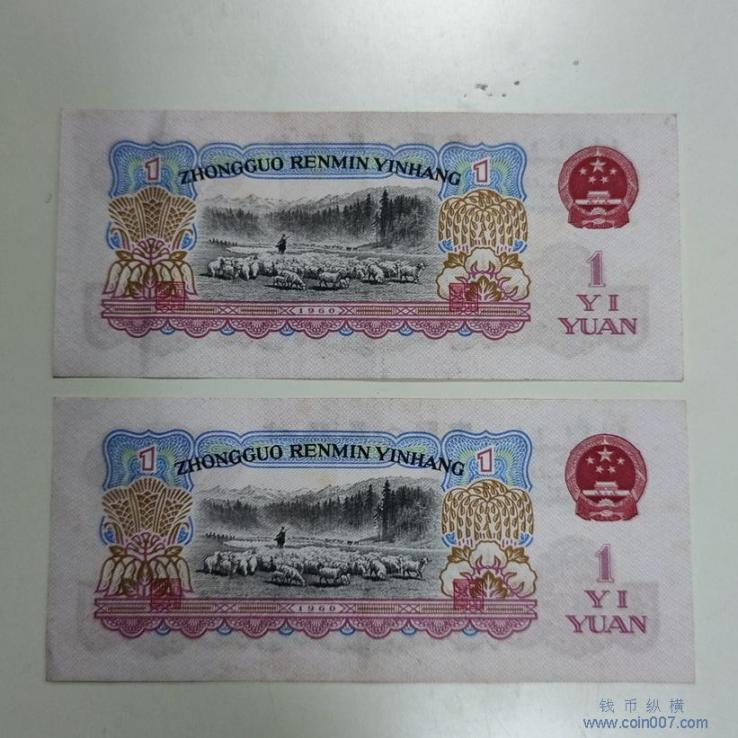 1 ZHONGGUO RENMIN YINHANG 1
1960
1
YI
YUAN
1 ZHONGGUO RENMIN YINHANG 1
1960
1
YI
YUAN
钱币纵横
www.coin007.com